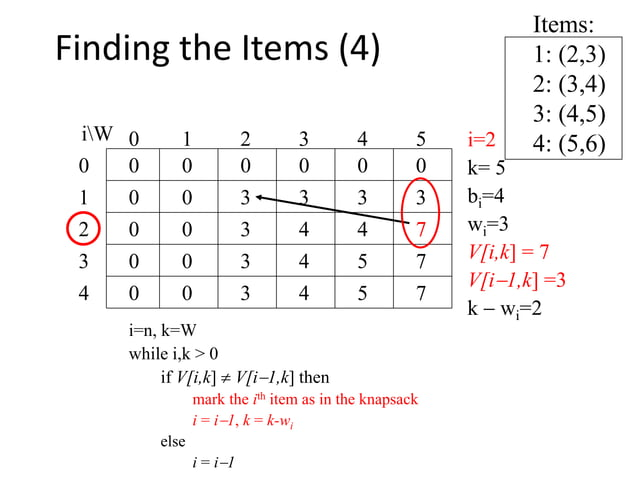 Finding the Items (4)
Items:
1: (2,3)
2: (3,4)
3: (4,5)
4: (5,6)
i\W 0 1 2 3 4 5
0 0 0 0 0 0 0
1 0 0 3 3 3 3
2 0 0 3 4 4 7
3 0 0 3 4 5 7
4 0 0 3 4 5 7
i=2
k= 5
bi=4
wi=3
V[i,k] = 7
V[i−1,k] =3
k − wi=2
i=n, k=W
while i,k > 0
if V[i,k] ≠ V[i−1,k] then
mark the ith item as in the knapsack
i = i−1, k = k-wi
else
i = i−1